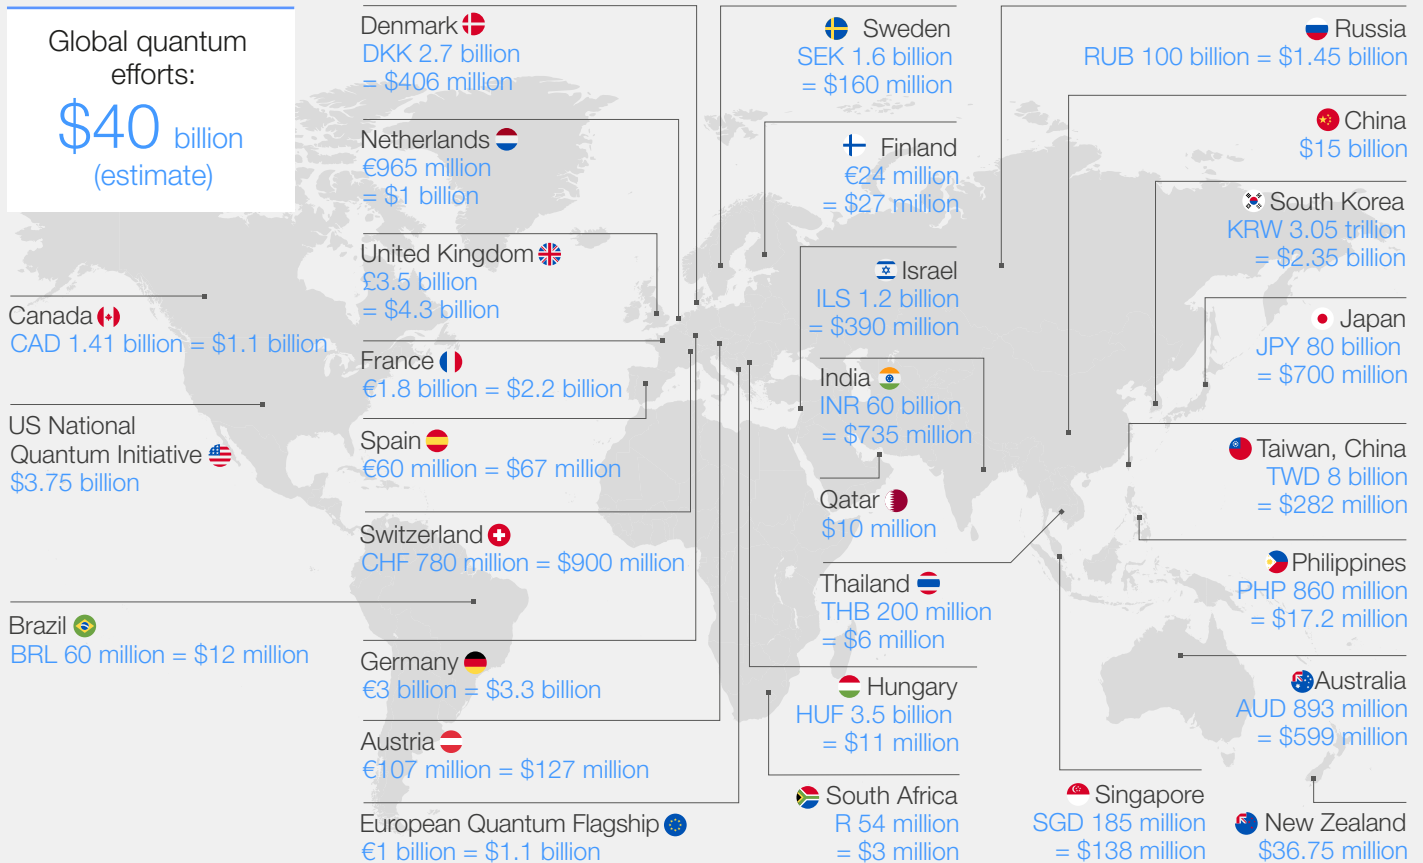 Global quantum
efforts:
$40 billion
(estimate)
Canada
CAD 1.41 billion = $1.1 billion
US National
Quantum Initiative
$3.75 billion
Brazil
BRL 60 million = $12 million
Denmark
DKK 2.7 billion
= $406 million
Netherlands
€965 million
= $1 billion
United Kingdom
£3.5 billion
= $4.3 billion
France
€1.8 billion = $2.2 billion
Spain
€60 million = $67 million
Switzerland
CHF 780 million = $900 million
Germany
€3 billion = $3.3 billion
Austria
€107 million = $127 million
European Quantum Flagship
€1 billion = $1.1 billion
Sweden
SEK 1.6 billion
= $160 million
Finland
€24 million
= $27 million
Israel
ILS 1.2 billion
= $390 million
India
INR 60 billion
= $735 million
Qatar
$10 million
Thailand
THB 200 million
= $6 million
Hungary
HUF 3.5 billion
= $11 million
South Africa
R 54 million
= $3 million
Russia
RUB 100 billion = $1.45 billion
China
$15 billion
South Korea
KRW 3.05 trillion
= $2.35 billion
Japan
JPY 80 billion
= $700 million
Taiwan, China
TWD 8 billion
= $282 million
Philippines
PHP 860 million
= $17.2 million
Australia
AUD 893 million
= $599 million
Singapore
SGD 185 million
= $138 million
New Zealand
$36.75 million